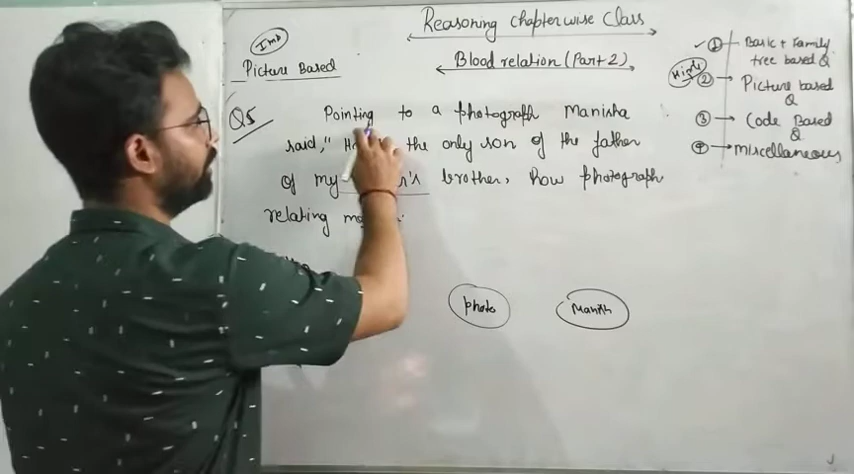 Reasoning Chapterwise Class
Blood relation (Part 2)
Imp
Picture Based
Q5
Pointing to a photograph Manisha
said," the only son of the father
of my brother, how photograph
relating
photo
Manish
① Basic + Family
tree based Q
High
② → Picture based
Q
③ → Code Based
Q
④ → miscellaneous